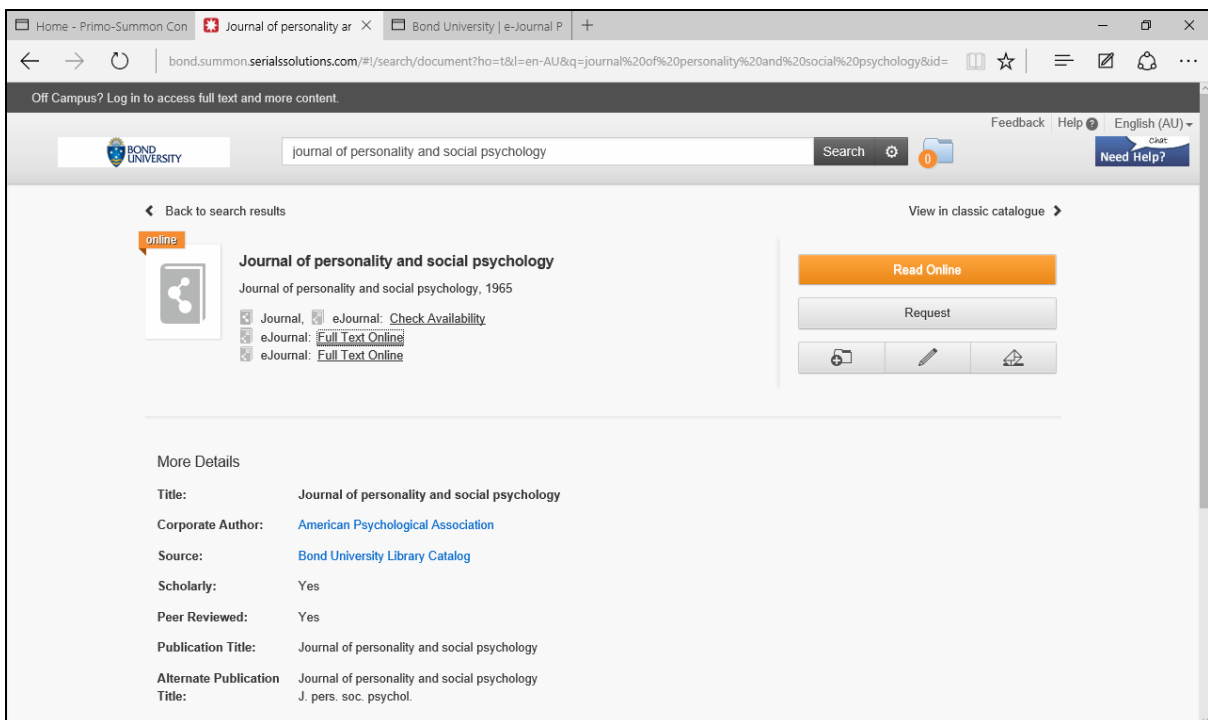 Home - Primo-Summon Con
Journal of personality ar
Bond University | e-Journal P
bond.summon.serialssolutions.com/#!/search/document?ho=t&l=en-AU&q=journal%20of%20personality%20and%20social%20psychology&id=
Off Campus? Log in to access full text and more content.
Feedback Help English (AU)
BOND UNIVERSITY
journal of personality and social psychology
Search
0
Chat
Need Help?
Back to search results
View in classic catalogue
online
Journal of personality and social psychology
Journal of personality and social psychology, 1965
Journal, eJournal: Check Availability
eJournal: Full Text Online
eJournal: Full Text Online
Read Online
Request
More Details
Title: Journal of personality and social psychology
Corporate Author: American Psychological Association
Source: Bond University Library Catalog
Scholarly: Yes
Peer Reviewed: Yes
Publication Title: Journal of personality and social psychology
Alternate Publication Journal of personality and social psychology
Title: J. pers. soc. psychol.